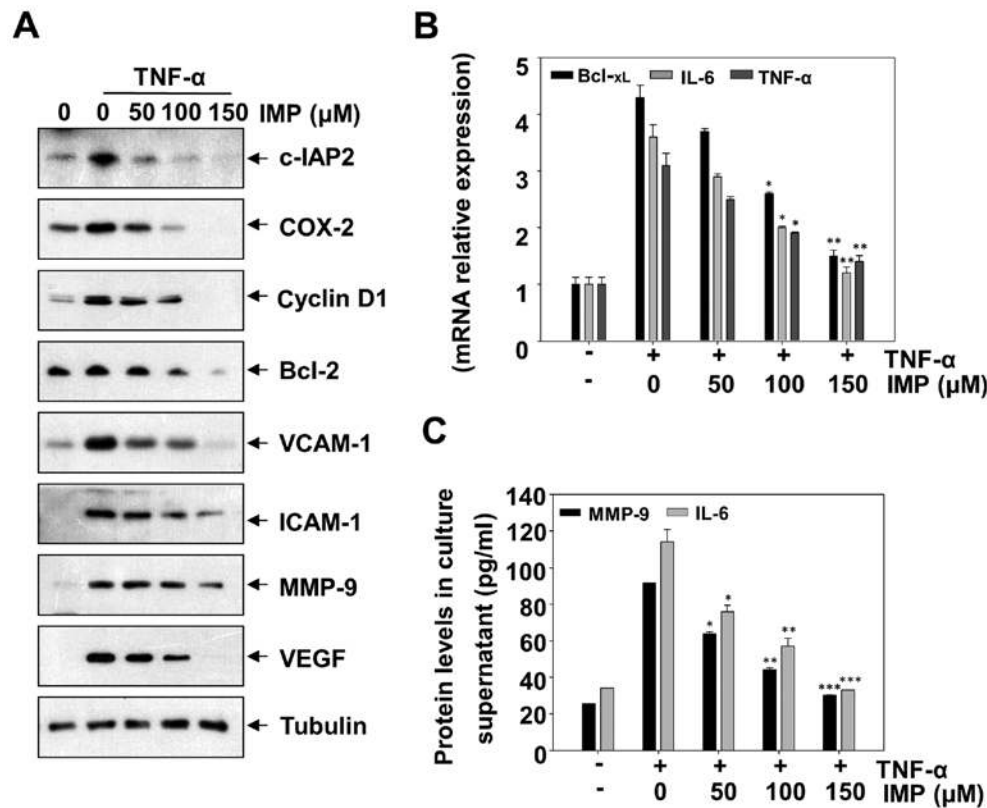 A
TNF-α
0 0 50 100 150 IMP (µM)
c-IAP2
COX-2
Cyclin D1
Bcl-2
VCAM-1
ICAM-1
MMP-9
VEGF
Tubulin
B
(mRNA relative expression)
5
4
3
2
1
0
Bcl-xL IL-6 TNF-α
* * *
** ** **
- + + + + TNF-α
- 0 50 100 150 IMP (µM)
C
Protein levels in culture
supernatant (pg/ml)
140
120
100
80
60
40
20
0
MMP-9 IL-6
* *
** **
*** ***
- + + + + TNF-α
- 0 50 100 150 IMP (µM)